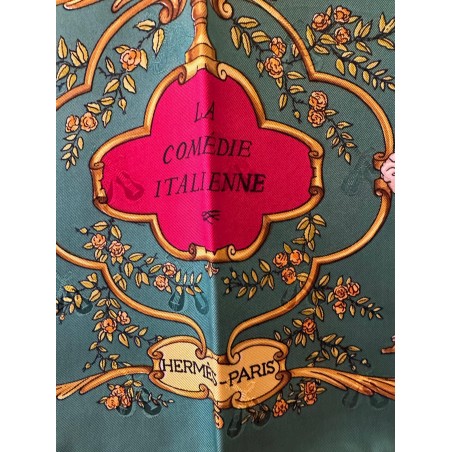 LA
COMEDIE
ITALIENNE
HERMÈS-PARIS